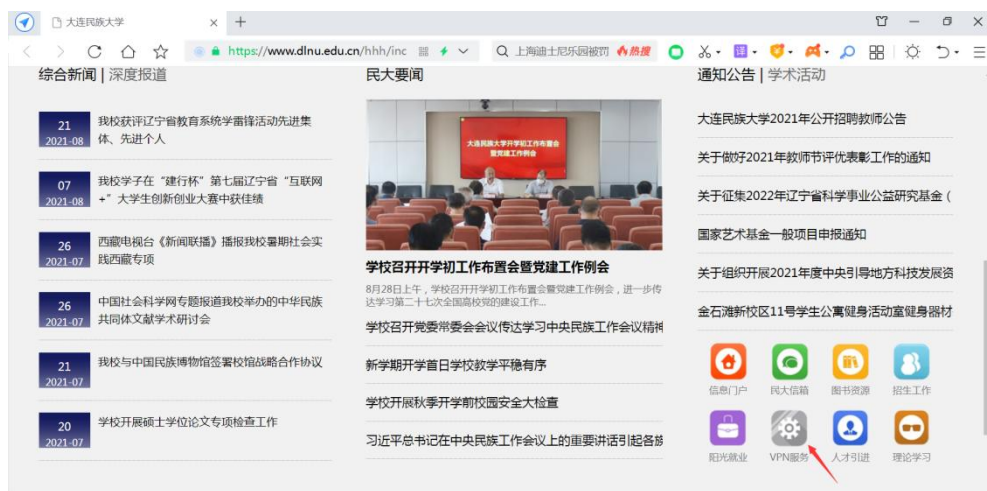 大连民族大学
https://www.dlnu.edu.cn/hhh/inc
上海迪士尼乐园被罚 热搜
译
综合新闻 | 深度报道
21
2021-08
我校获评辽宁省教育系统学雷锋活动先进集
体、先进个人
07
2021-08
我校学子在“建行杯”第七届辽宁省“互联网
+”大学生创新创业大赛中获佳绩
26
2021-07
西藏电视台《新闻联播》播报我校暑期社会实
践西藏专项
26
2021-07
中国社会科学网专题报道我校举办的中华民族
共同体文献学术研讨会
21
2021-07
我校与中国民族博物馆签署校馆战略合作协议
20
2021-07
学校开展硕士学位论文专项检查工作
民大要闻
大连民族大学开学初工作布置会
暨党建工作例会
学校召开开学初工作布置会暨党建工作例会
8月28日上午，学校召开开学初工作布置会暨党建工作例会，进一步传
达学习第二十七次全国高校党的建设工作...
学校召开党委常委会会议传达学习中央民族工作会议精神
新学期开学首日学校教学平稳有序
学校开展秋季开学前校园安全大检查
习近平总书记在中央民族工作会议上的重要讲话引起各族
通知公告 | 学术活动
大连民族大学2021年公开招聘教师公告
关于做好2021年教师节评优表彰工作的通知
关于征集2022年辽宁省科学事业公益研究基金（
国家艺术基金一般项目申报通知
关于组织开展2021年度中央引导地方科技发展资
金石滩新校区11号学生公寓健身活动室健身器材
信息门户 民大信箱 图书资源 招生工作
阳光就业 VPN服务 人才引进 理论学习